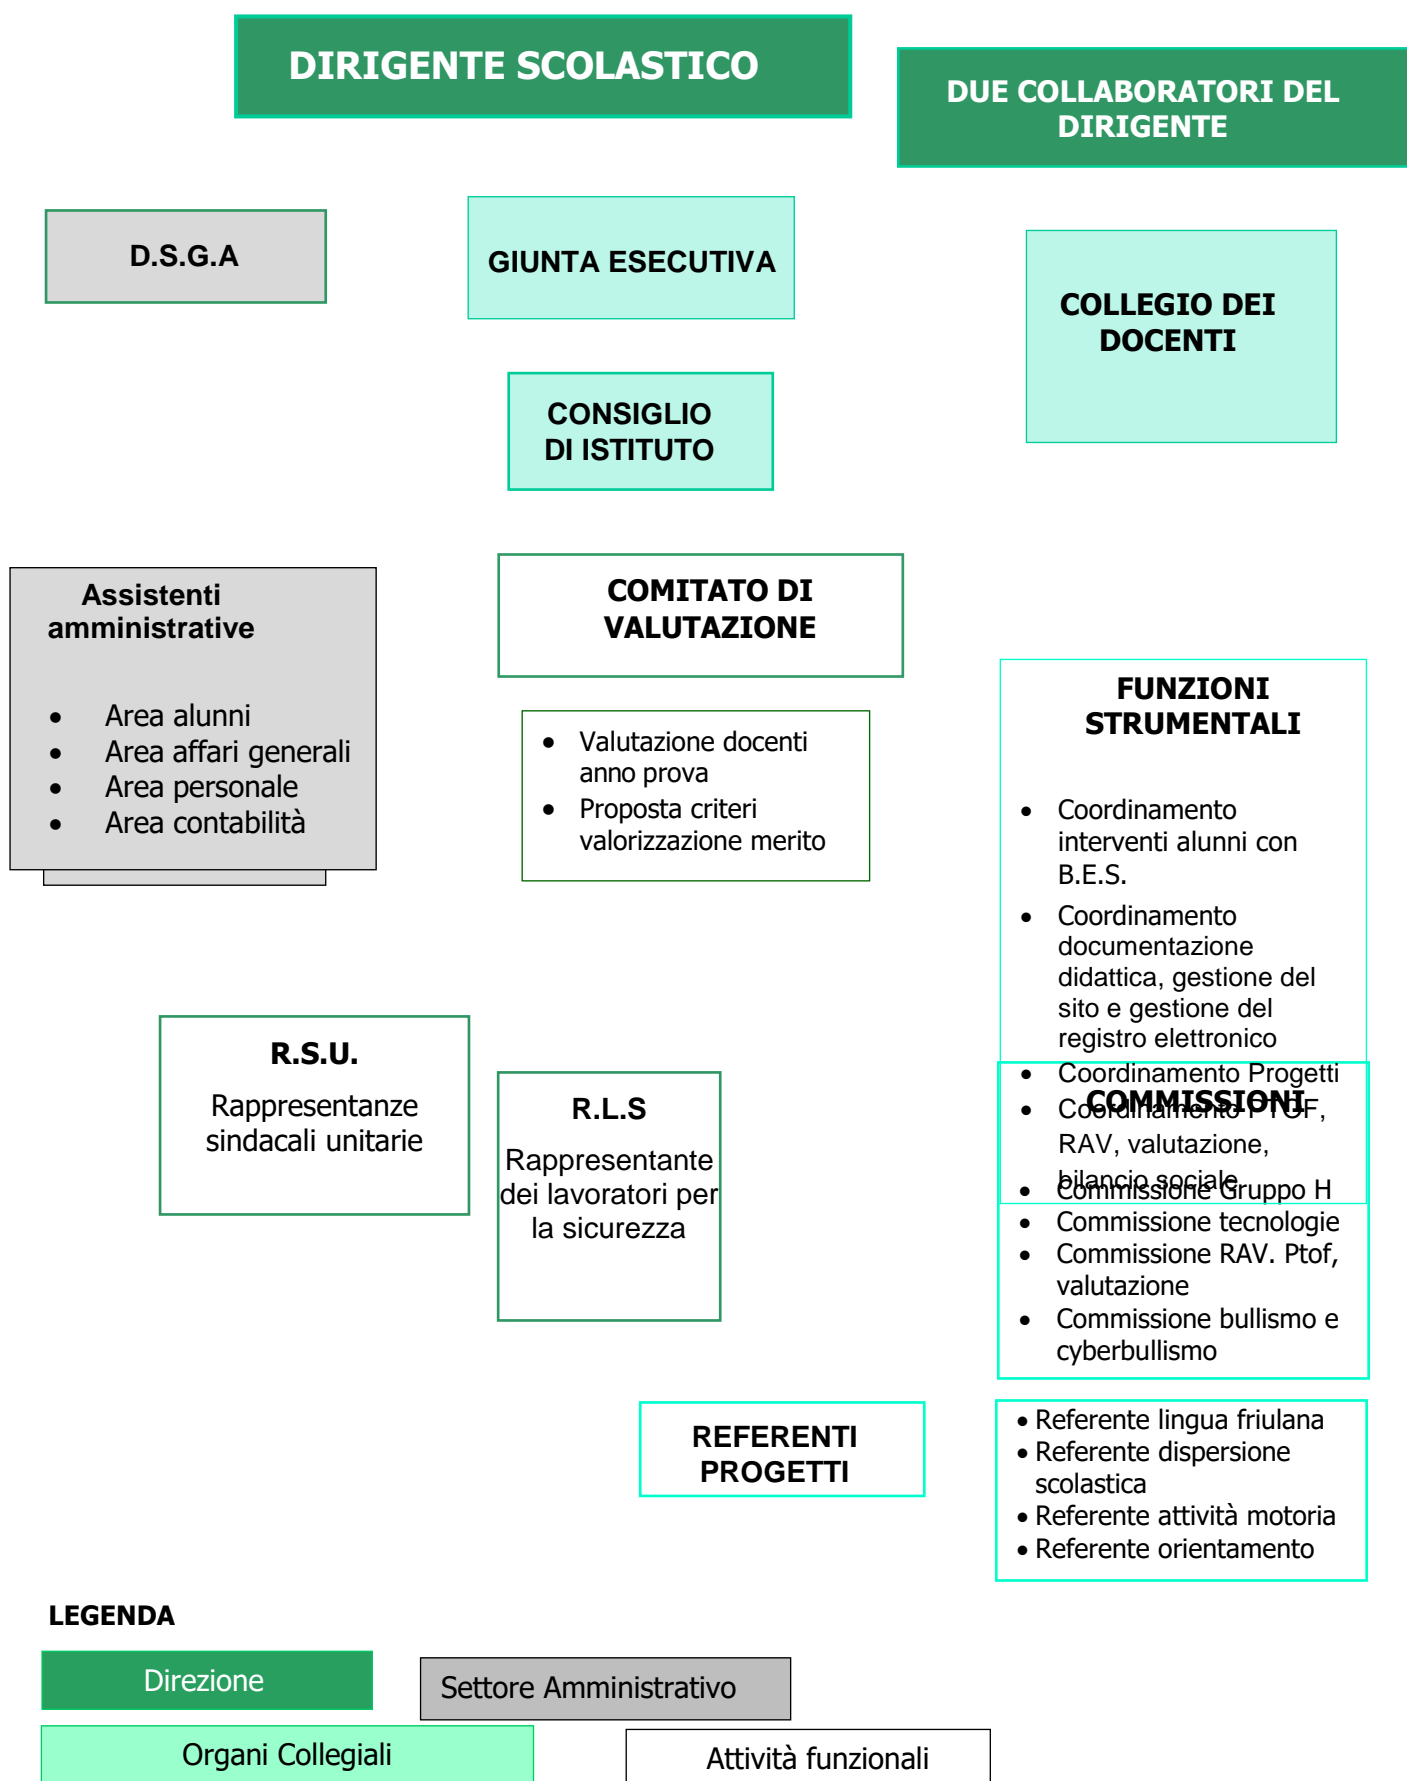 DIRIGENTE SCOLASTICO
DUE COLLABORATORI DEL
DIRIGENTE
D.S.G.A
GIUNTA ESECUTIVA
COLLEGIO DEI
DOCENTI
CONSIGLIO
DI ISTITUTO
Assistenti
amministrative
• Area alunni
• Area affari generali
• Area personale
• Area contabilità
COMITATO DI
VALUTAZIONE
• Valutazione docenti
anno prova
• Proposta criteri
valorizzazione merito
FUNZIONI
STRUMENTALI
• Coordinamento
interventi alunni con
B.E.S.
• Coordinamento
documentazione
didattica, gestione del
sito e gestione del
registro elettronico
• Coordinamento Progetti
• Coordinamento PTOF,
RAV, valutazione,
bilancio sociale
R.S.U.
Rappresentanze
sindacali unitarie
R.L.S
Rappresentante
dei lavoratori per
la sicurezza
COMMISSIONI
• Commissione Gruppo H
• Commissione tecnologie
• Commissione RAV. Ptof,
valutazione
• Commissione bullismo e
cyberbullismo
REFERENTI
PROGETTI
• Referente lingua friulana
• Referente dispersione
scolastica
• Referente attività motoria
• Referente orientamento
LEGENDA
Direzione
Settore Amministrativo
Organi Collegiali
Attività funzionali